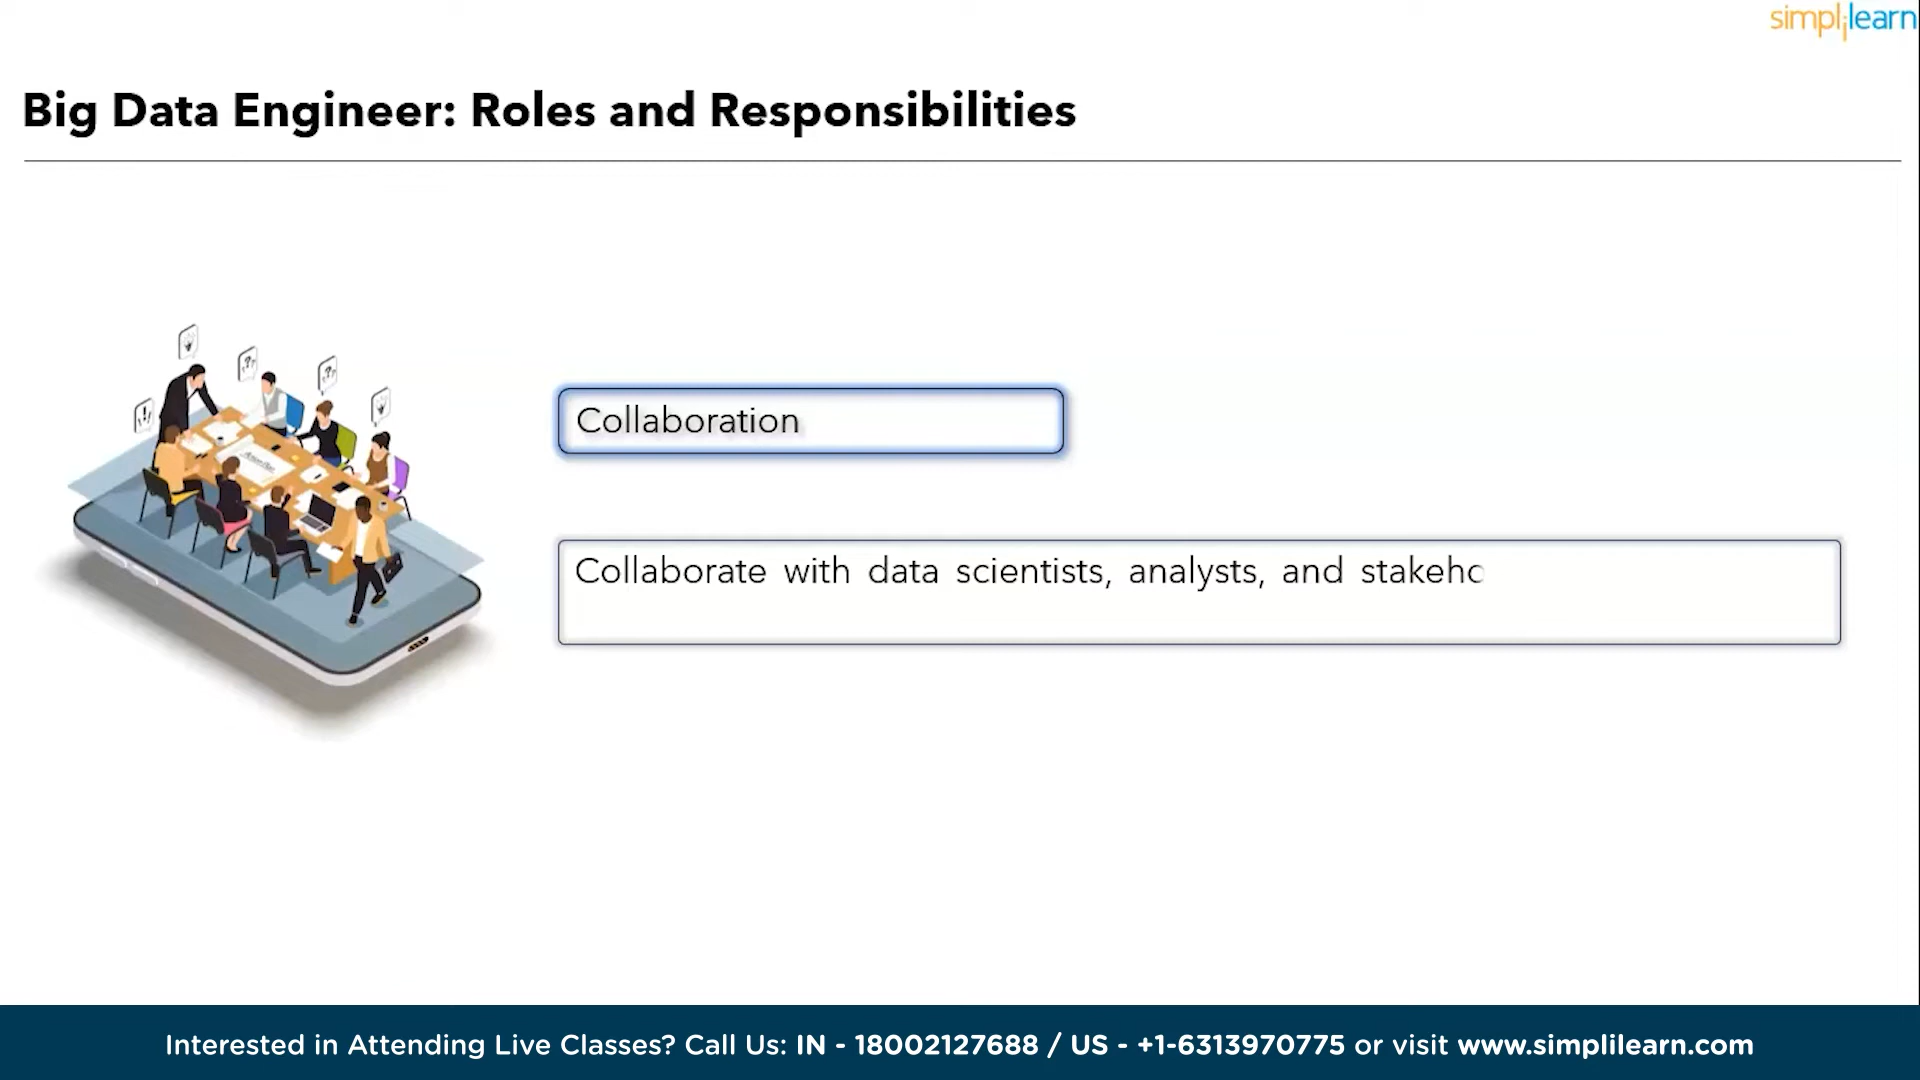 simplilearn
Big Data Engineer: Roles and Responsibilities
Collaboration
Collaborate with data scientists, analysts, and
Interested in Attending Live Classes? Call Us: IN - 18002127688 / US - +1-6313970775 or visit www.simplilearn.com